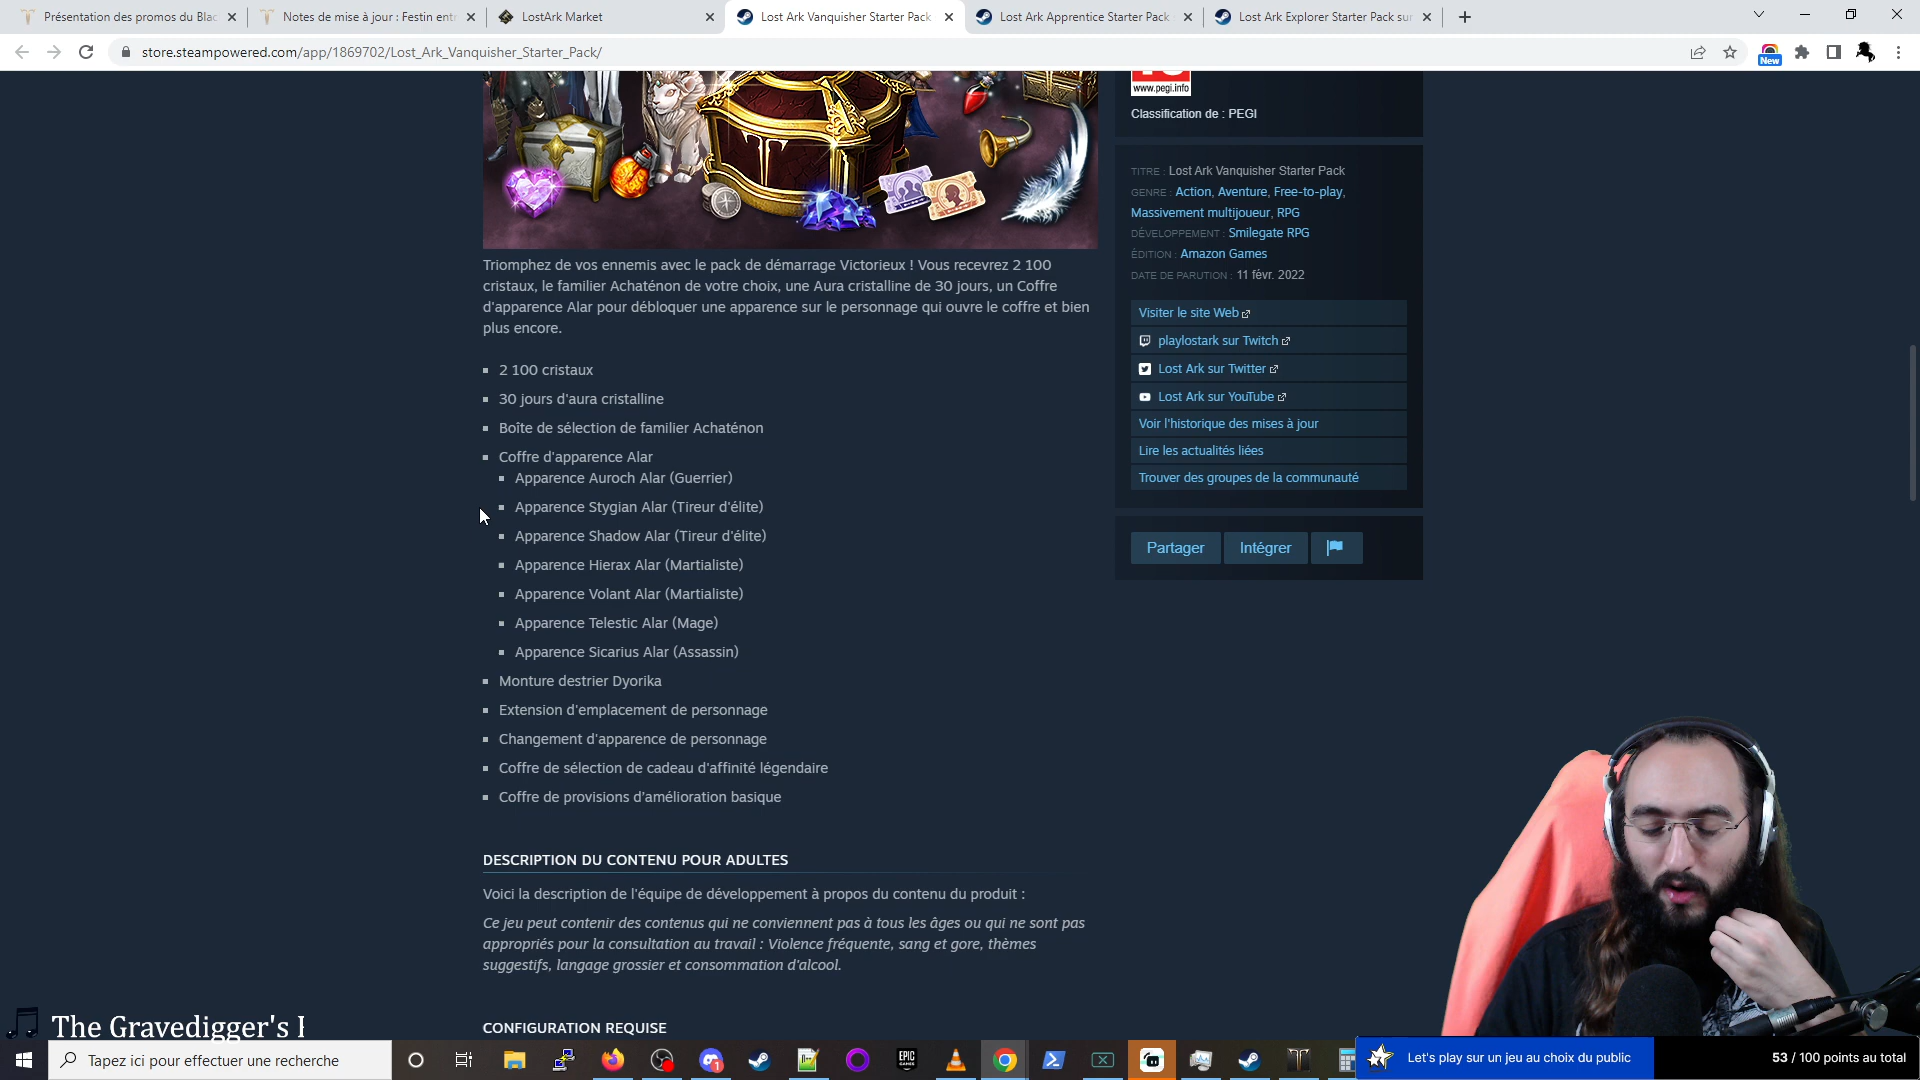 Présentation des promos du Blac
Notes de mise à jour : Festin entr
LostArk Market
Lost Ark Vanquisher Starter Pack
Lost Ark Apprentice Starter Pack
Lost Ark Explorer Starter Pack sur
store.steampowered.com/app/1869702/Lost_Ark_Vanquisher_Starter_Pack/
New
www.pegi.info
Classification de : PEGI
TITRE : Lost Ark Vanquisher Starter Pack
GENRE : Action, Aventure, Free-to-play,
Massivement multijoueur, RPG
DÉVELOPPEMENT : Smilegate RPG
ÉDITION : Amazon Games
DATE DE PARUTION : 11 févr. 2022
Visiter le site Web
playlostark sur Twitch
Lost Ark sur Twitter
Lost Ark sur YouTube
Voir l'historique des mises à jour
Lire les actualités liées
Trouver des groupes de la communauté
Partager
Intégrer
Triomphez de vos ennemis avec le pack de démarrage Victorieux ! Vous recevrez 2 100
cristaux, le familier Achaténon de votre choix, une Aura cristalline de 30 jours, un Coffre
d'apparence Alar pour débloquer une apparence sur le personnage qui ouvre le coffre et bien
plus encore.
2 100 cristaux
30 jours d'aura cristalline
Boîte de sélection de familier Achaténon
Coffre d'apparence Alar
Apparence Auroch Alar (Guerrier)
Apparence Stygian Alar (Tireur d'élite)
Apparence Shadow Alar (Tireur d'élite)
Apparence Hierax Alar (Martialiste)
Apparence Volant Alar (Martialiste)
Apparence Telestic Alar (Mage)
Apparence Sicarius Alar (Assassin)
Monture destrier Dyorika
Extension d'emplacement de personnage
Changement d'apparence de personnage
Coffre de sélection de cadeau d'affinité légendaire
Coffre de provisions d'amélioration basique
DESCRIPTION DU CONTENU POUR ADULTES
Voici la description de l'équipe de développement à propos du contenu du produit :
Ce jeu peut contenir des contenus qui ne conviennent pas à tous les âges ou qui ne sont pas
appropriés pour la consultation au travail : Violence fréquente, sang et gore, thèmes
suggestifs, langage grossier et consommation d'alcool.
CONFIGURATION REQUISE
The Gravedigger's
Tapez ici pour effectuer une recherche
EPIC GAMES
Let's play sur un jeu au choix du public
53 / 100 points au total